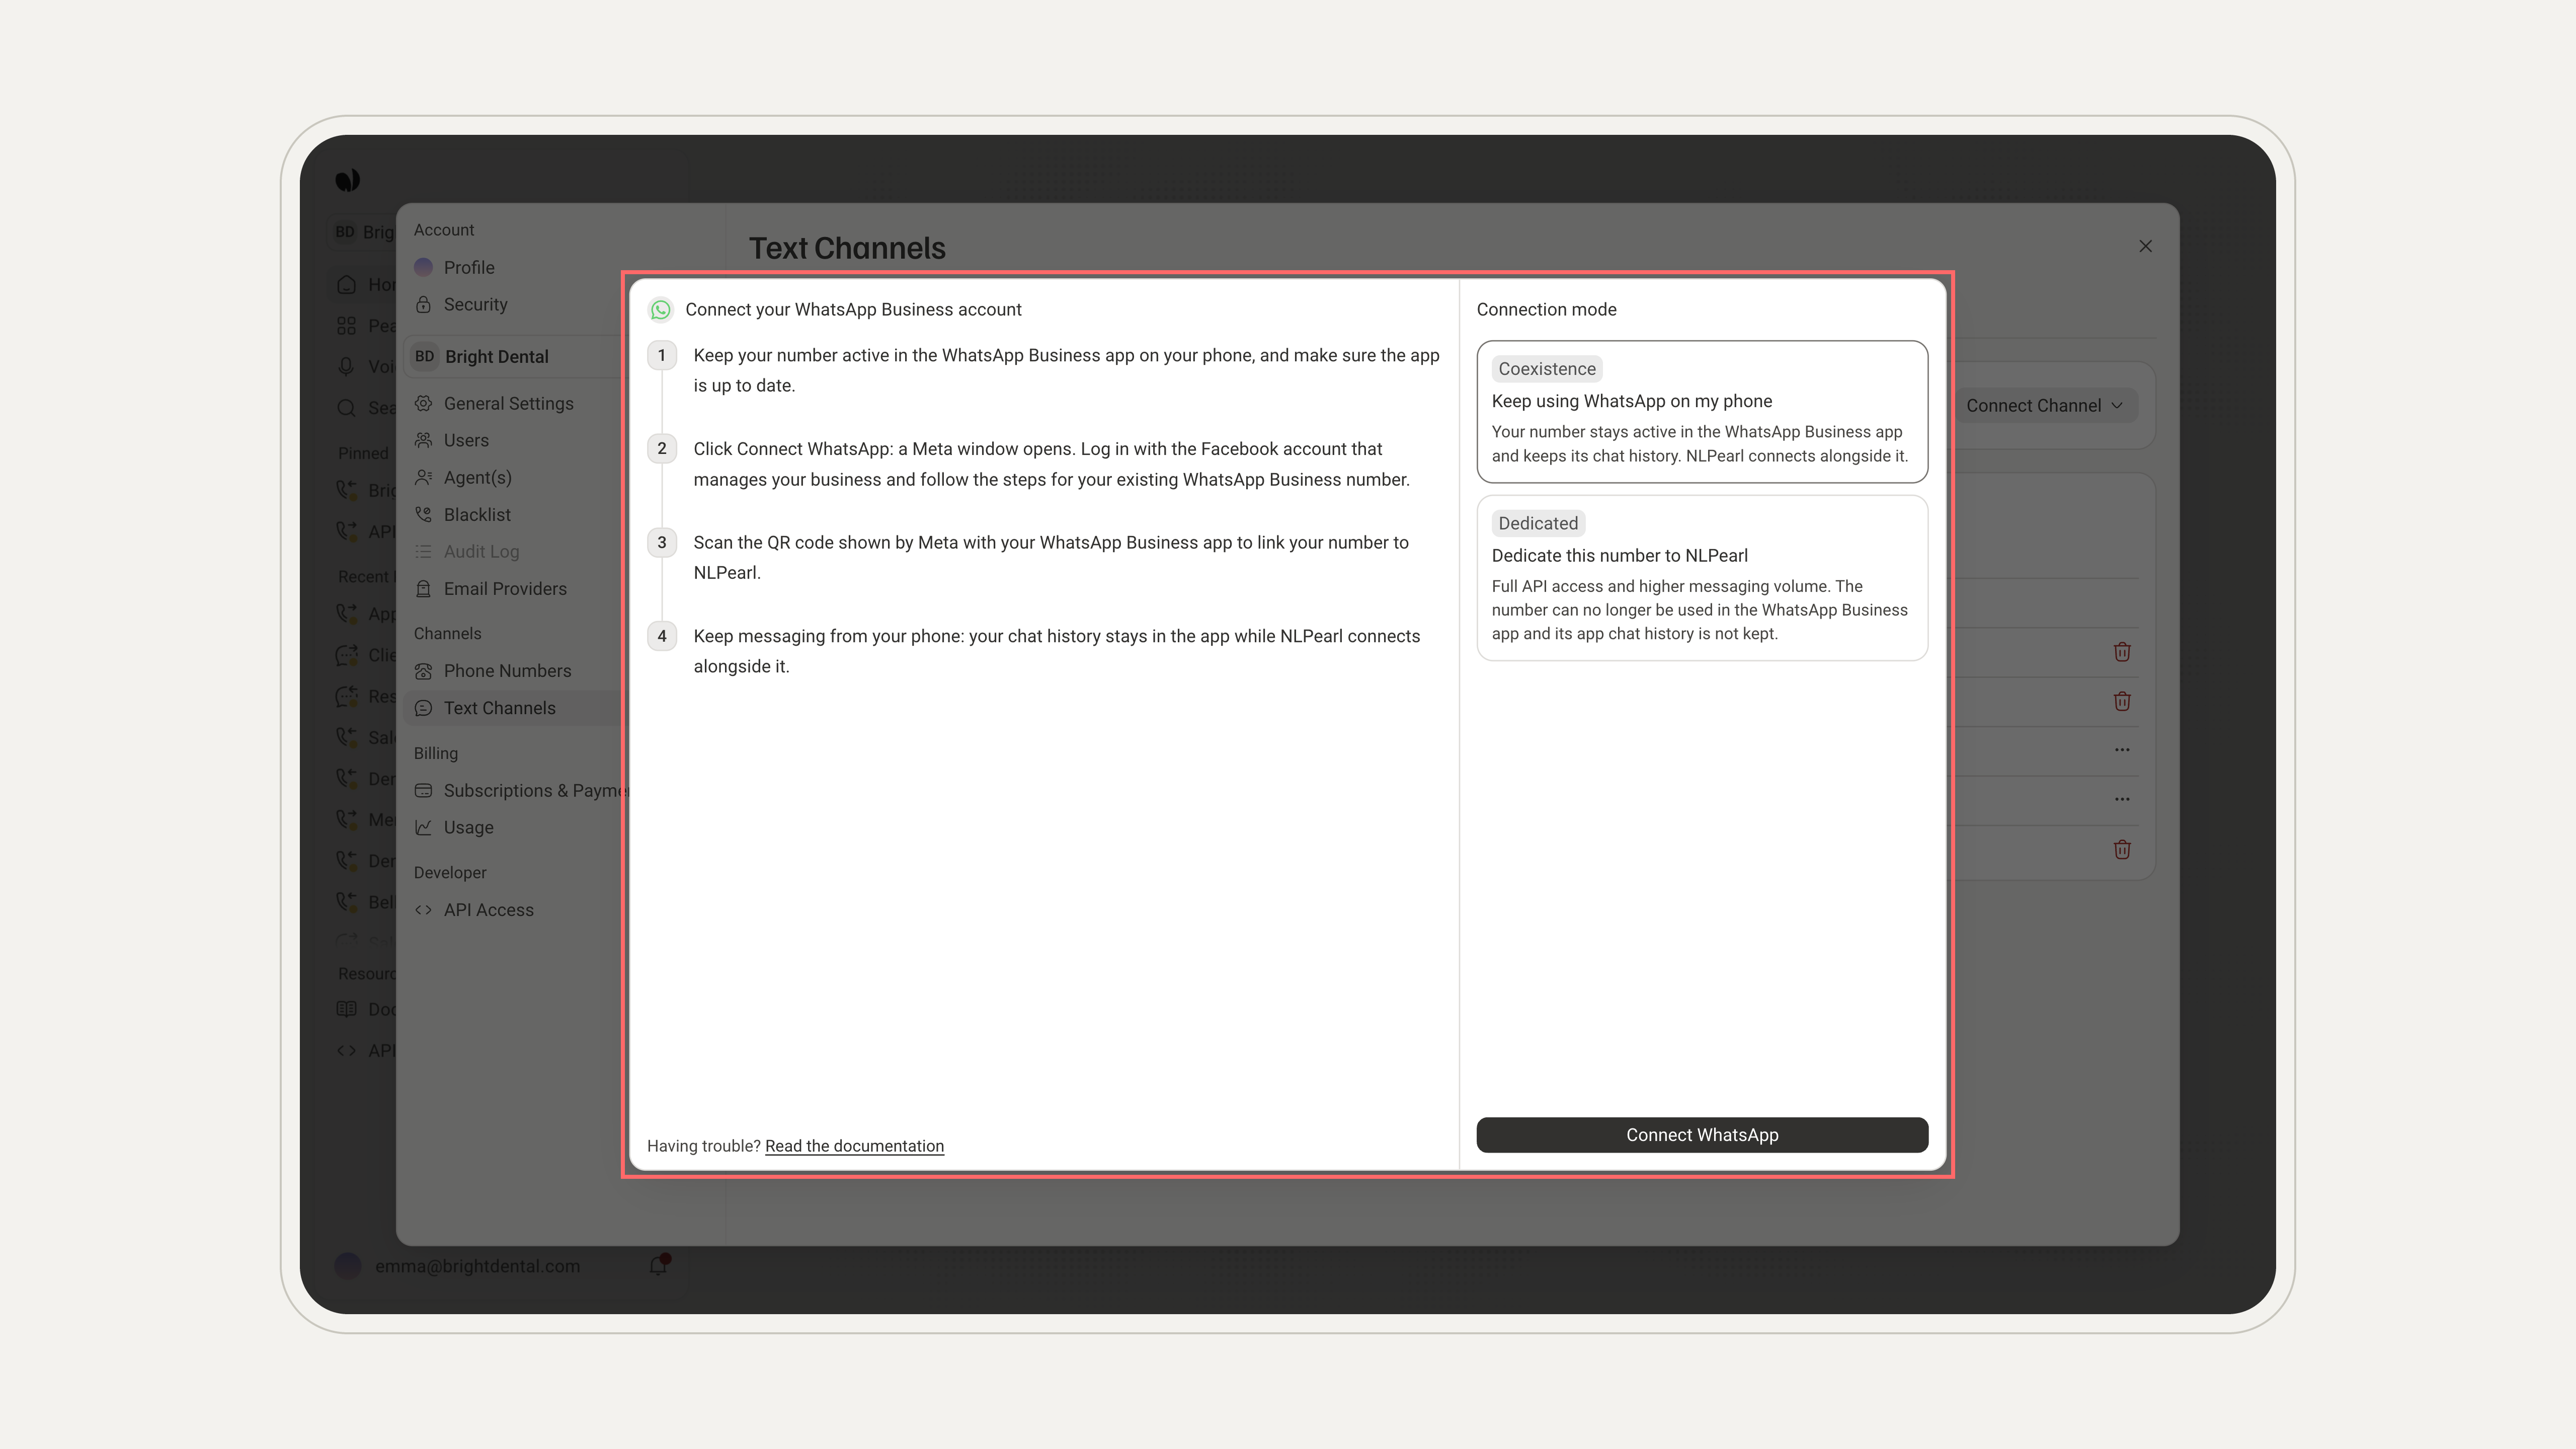 BD
Account
Profile
Security
BD Bright Dental
General Settings
Users
Agent(s)
Blacklist
Audit Log
Email Providers
Channels
Phone Numbers
Text Channels
Billing
Subscriptions &
Usage
Developer
API Access
Pinned
API
Recent
API
emma@brightdental.com
Text Channels
Connect Channel
Connect your WhatsApp Business account
1 Keep your number active in the WhatsApp Business app on your phone, and make sure the app
is up to date.
2 Click Connect WhatsApp: a Meta window opens. Log in with the Facebook account that
manages your business and follow the steps for your existing WhatsApp Business number.
3 Scan the QR code shown by Meta with your WhatsApp Business app to link your number to
NLPearl.
4 Keep messaging from your phone: your chat history stays in the app while NLPearl connects
alongside it.
Having trouble? Read the documentation
Connection mode
Coexistence
Keep using WhatsApp on my phone
Your number stays active in the WhatsApp Business app
and keeps its chat history. NLPearl connects alongside it.
Dedicated
Dedicate this number to NLPearl
Full API access and higher messaging volume. The
number can no longer be used in the WhatsApp Business
app and its app chat history is not kept.
Connect WhatsApp